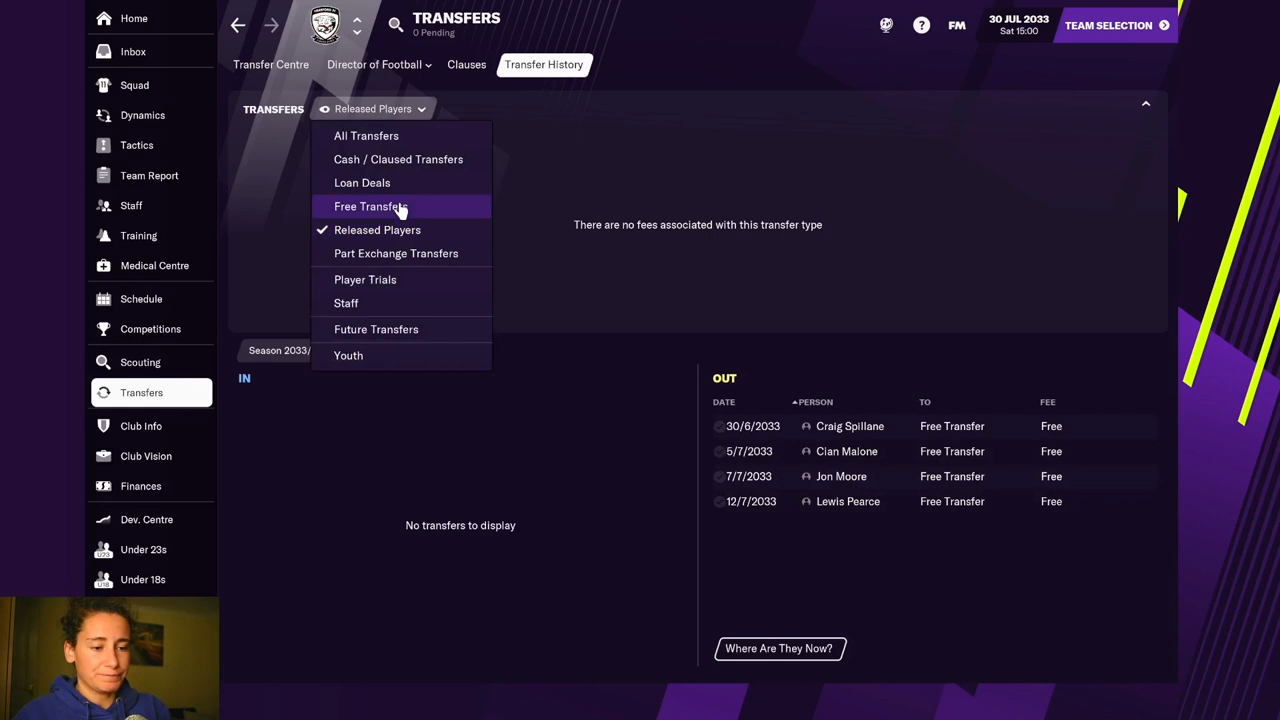 Home
Inbox
Squad
Dynamics
Tactics
Team Report
Staff
Training
Medical Centre
Schedule
Competitions
Scouting
Transfers
Club Info
Club Vision
Finances
Dev. Centre
U23
Under 23s
U18
Under 18s
TRANSFERS
0 Pending
?
FM
30 JUL 2033
Sat 15:00
TEAM SELECTION
Transfer Centre
Director of Football
Clauses
Transfer History
TRANSFERS
Released Players
All Transfers
Cash / Claused Transfers
Loan Deals
Free Transfers
Released Players
Part Exchange Transfers
Player Trials
Staff
Future Transfers
Youth
There are no fees associated with this transfer type
Season 2033/
IN
No transfers to display
OUT
DATE PERSON TO FEE
30/6/2033 Craig Spillane Free Transfer Free
5/7/2033 Cian Malone Free Transfer Free
7/7/2033 Jon Moore Free Transfer Free
12/7/2033 Lewis Pearce Free Transfer Free
Where Are They Now?